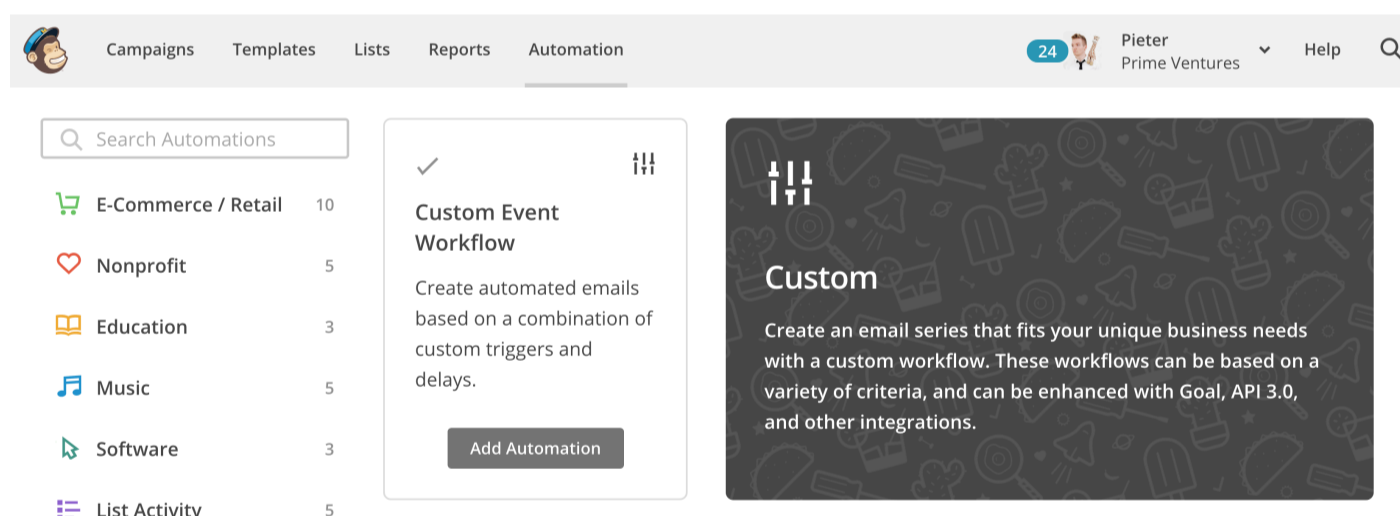 Campaigns Templates Lists Reports Automation 24 Pieter Help
Prime Ventures
Search Automations
E-Commerce / Retail 10
Nonprofit 5
Education 3
Music 5
Software 3
List Activity 5
Custom Event
Workflow
Create automated emails
based on a combination of
custom triggers and
delays.
Add Automation
Custom
Create an email series that fits your unique business needs
with a custom workflow. These workflows can be based on a
variety of criteria, and can be enhanced with Goal, API 3.0,
and other integrations.